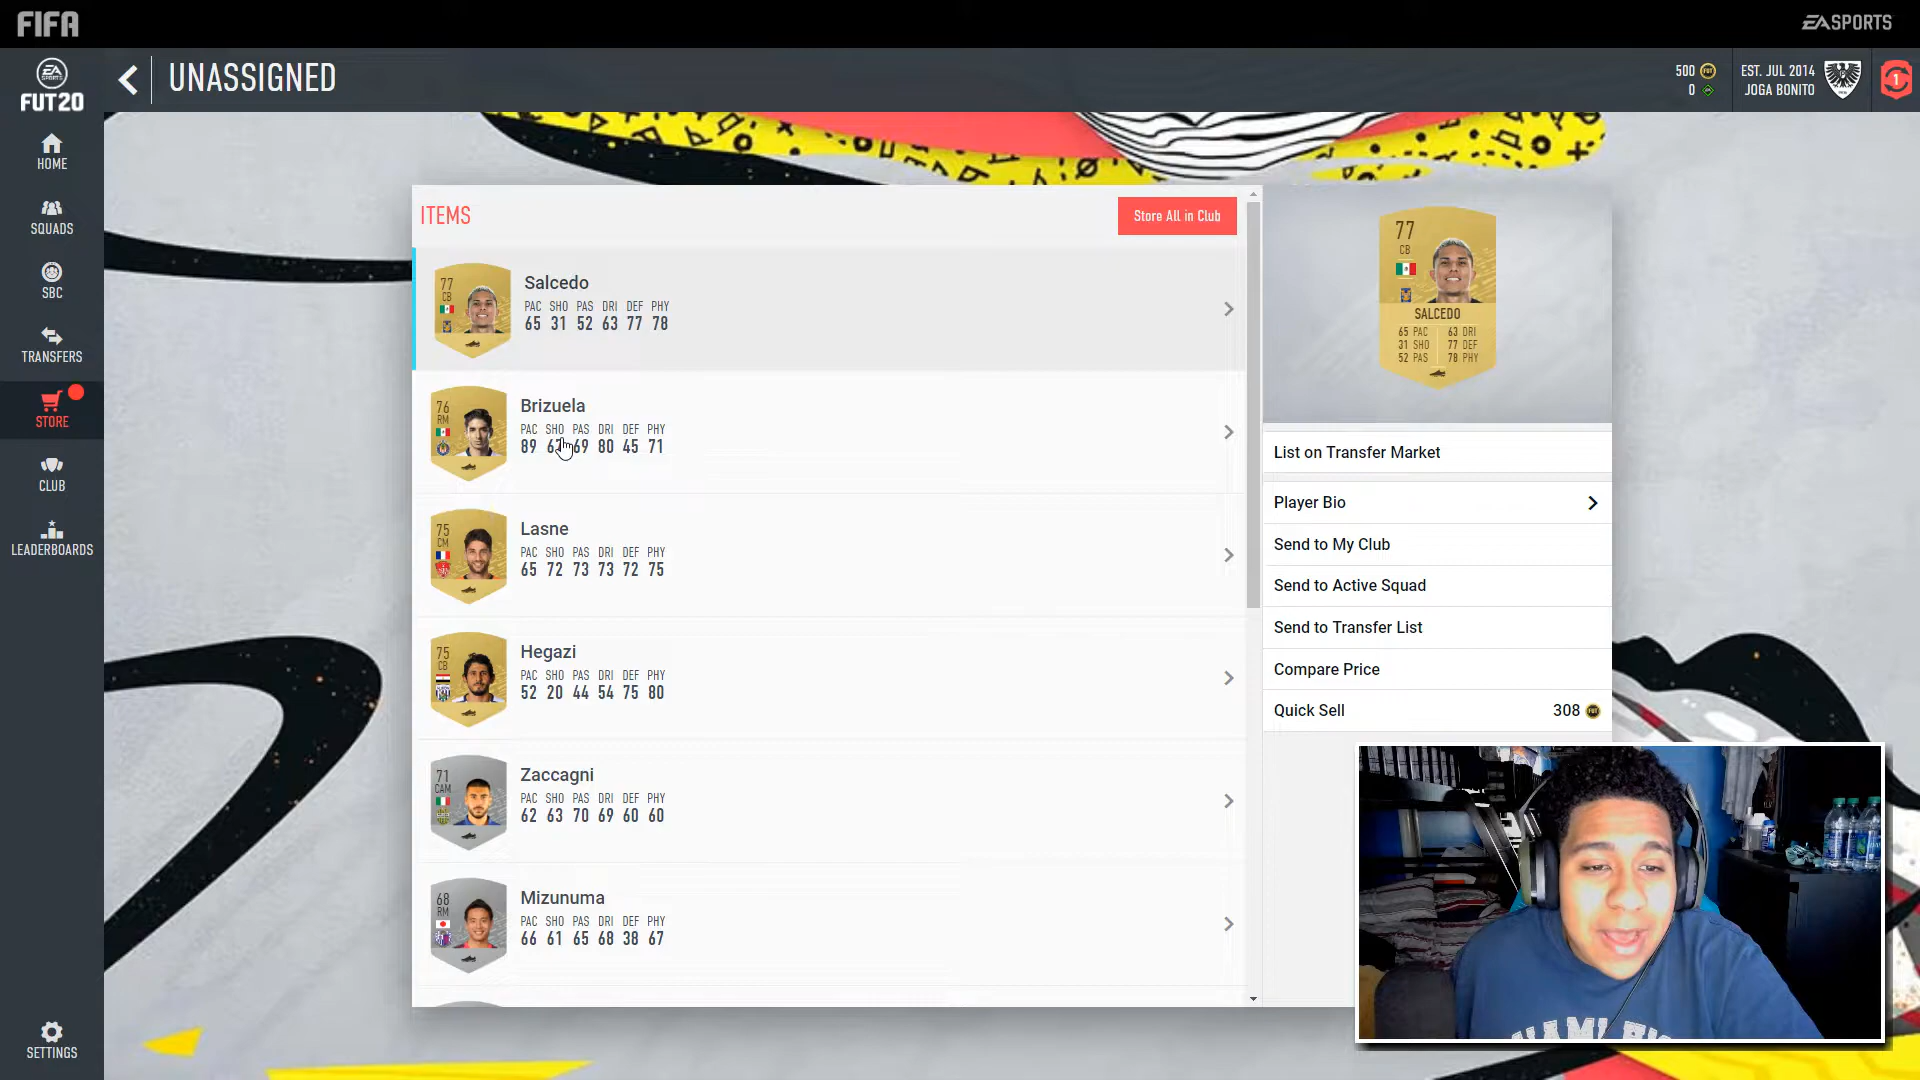 FIFA
EA SPORTS
EA SPORTS
FUT20
UNASSIGNED
500
0
EST. JUL 2014
JOGA BONITO
1
HOME
SQUADS
SBC
TRANSFERS
STORE
CLUB
LEADERBOARDS
SETTINGS
ITEMS
Store All in Club
77
CB
Salcedo
PAC SHO PAS DRI DEF PHY
65 31 52 63 77 78
76
RM
Brizuela
PAC SHO PAS DRI DEF PHY
89 69 80 45 71
75
CM
Lasne
PAC SHO PAS DRI DEF PHY
65 72 73 73 72 75
75
CB
Hegazi
PAC SHO PAS DRI DEF PHY
52 20 44 54 75 80
71
CAM
Zaccagni
PAC SHO PAS DRI DEF PHY
62 63 70 69 60 60
68
RM
Mizunuma
PAC SHO PAS DRI DEF PHY
66 61 65 68 38 67
77
CB
SALCEDO
65 PAC 63 DRI
31 SHO 77 DEF
52 PAS 78 PHY
List on Transfer Market
Player Bio
Send to My Club
Send to Active Squad
Send to Transfer List
Compare Price
Quick Sell 308